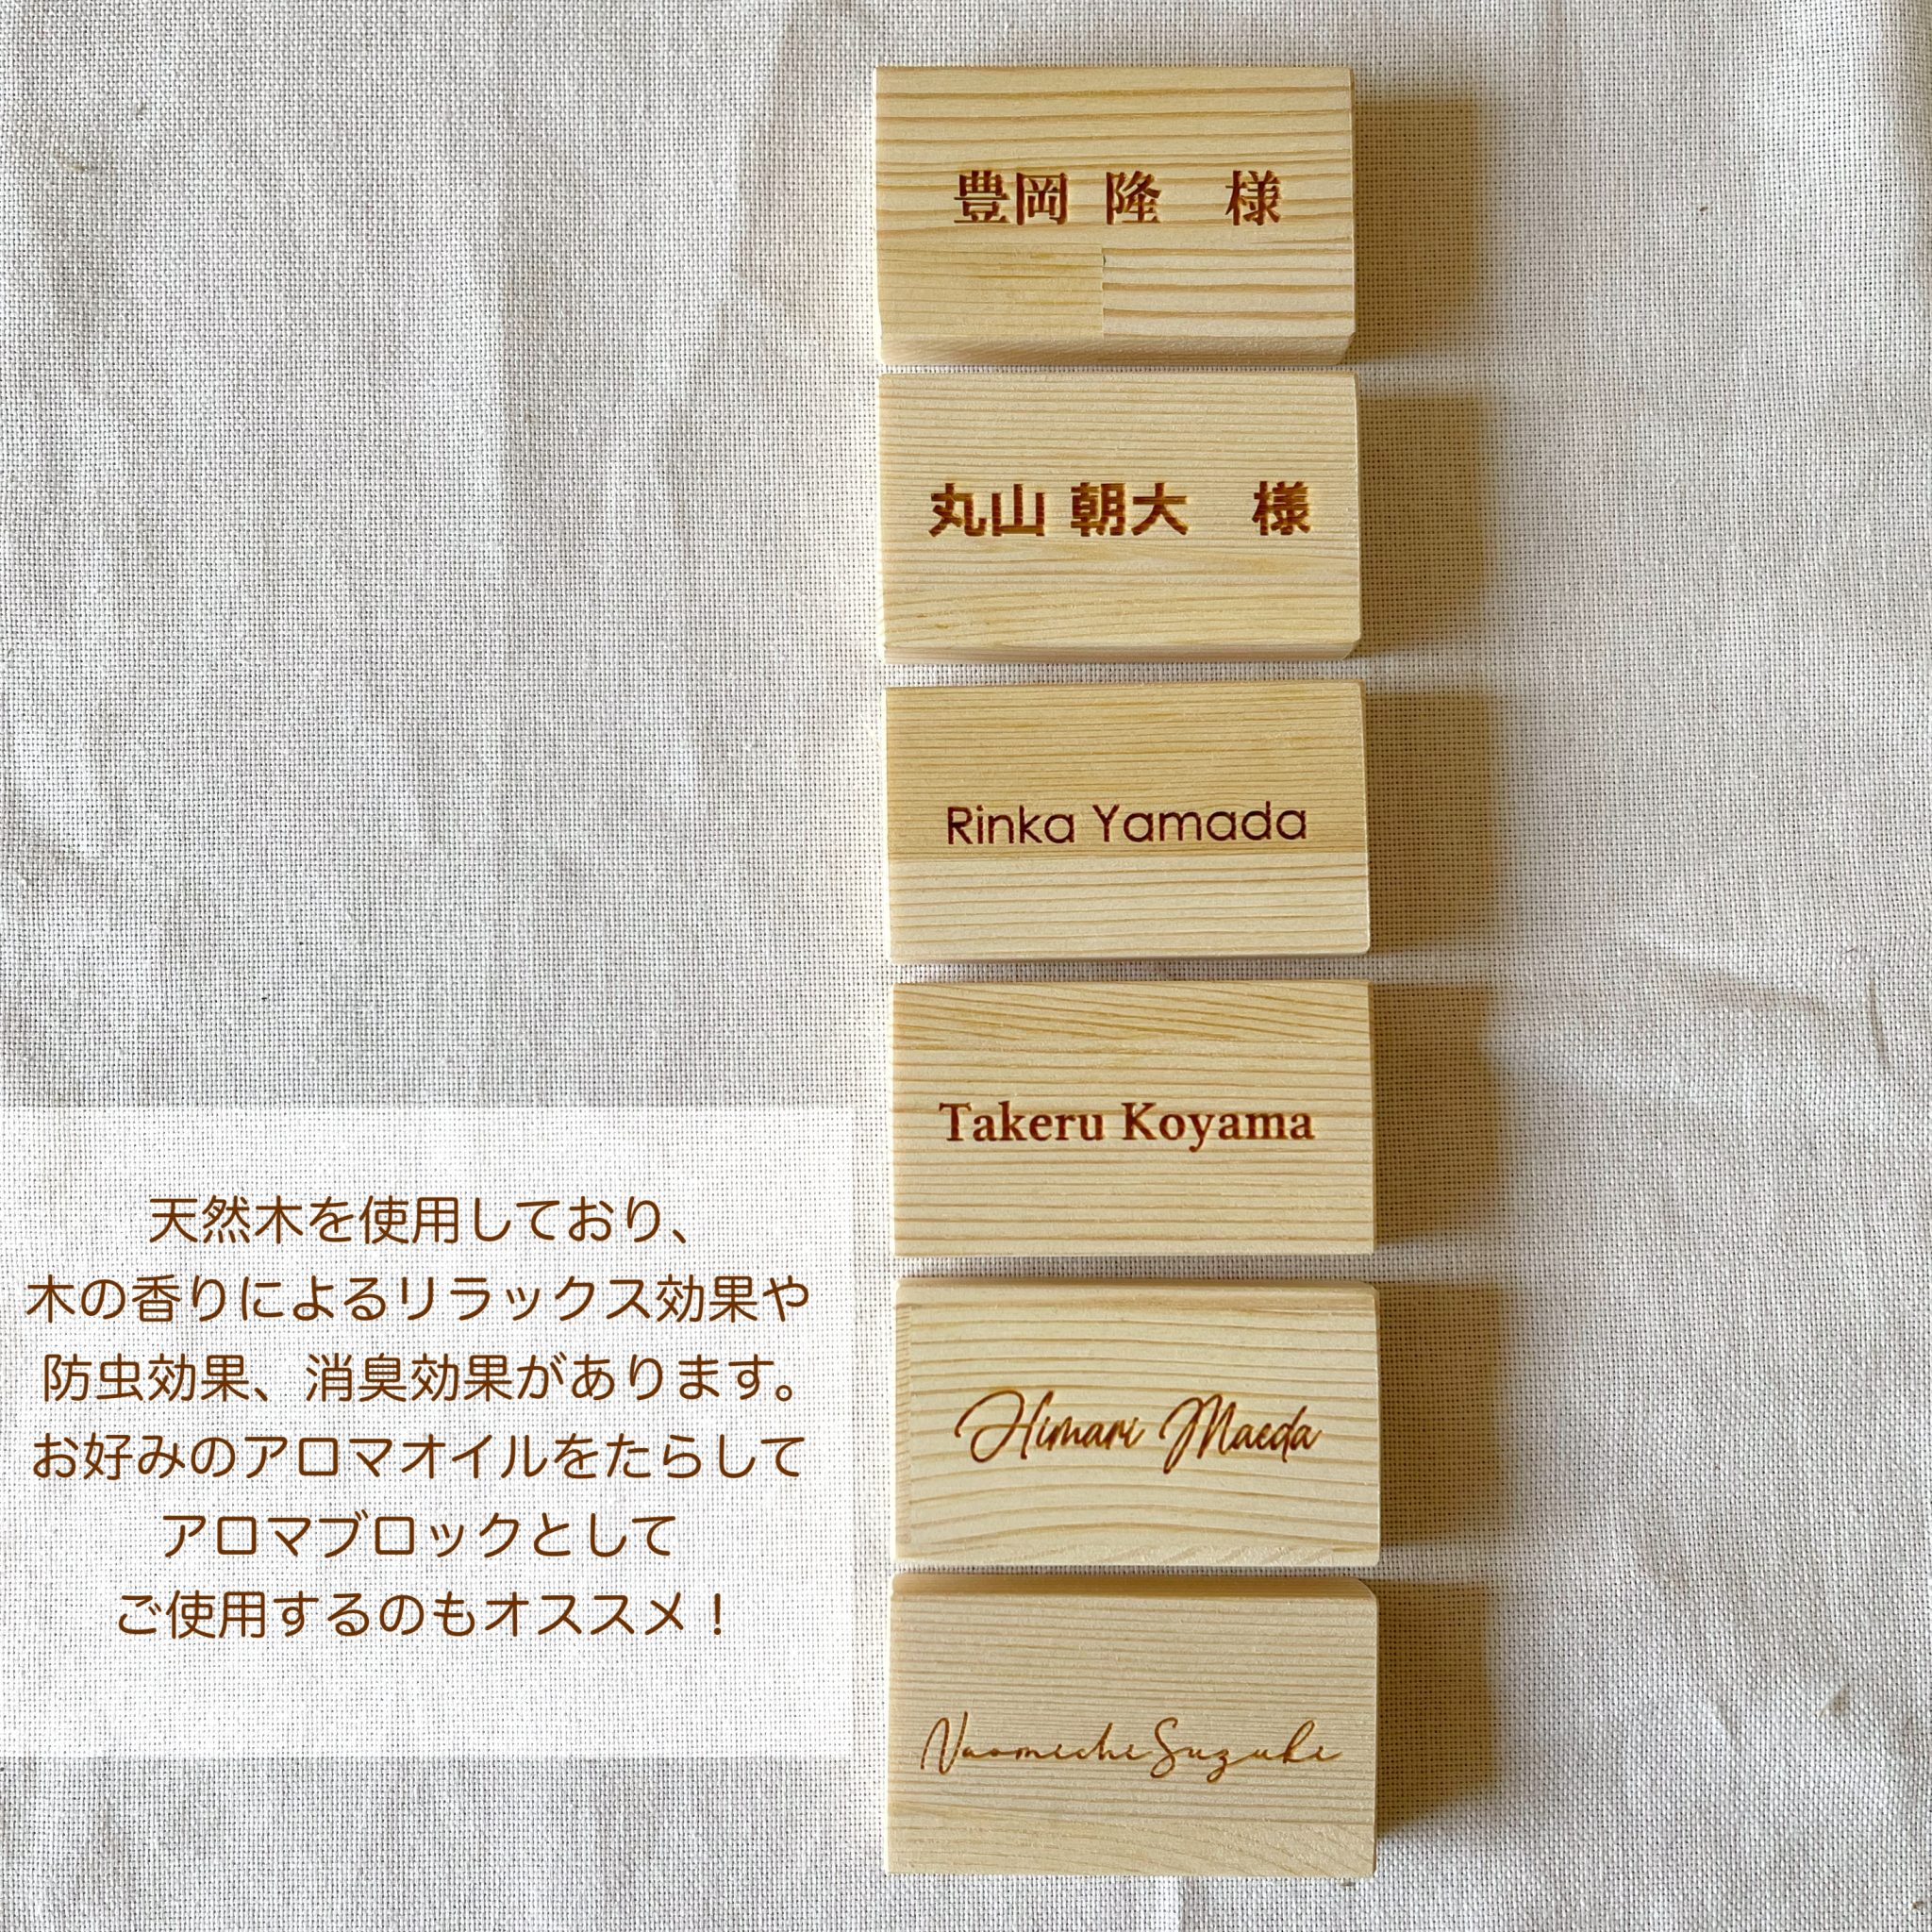 豊岡 隆　様
丸山 朝大　様
Rinka Yamada
Takeru Koyama
Himari Maeda
Naomichi Suzuki
天然木を使用しており、
木の香りによるリラックス効果や
防虫効果、消臭効果があります。
お好みのアロマオイルをたらして
アロマブロックとして
ご使用するのもオススメ！